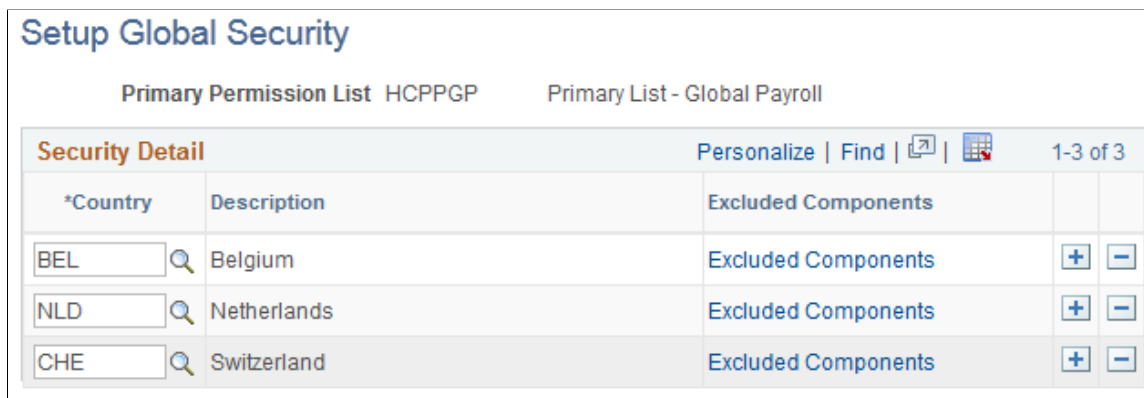 Setup Global Security
Primary Permission List HCPPGP Primary List - Global Payroll
Security Detail Personalize | Find | | 1-3 of 3
*Country Description Excluded Components
BEL Belgium Excluded Components
NLD Netherlands Excluded Components
CHE Switzerland Excluded Components